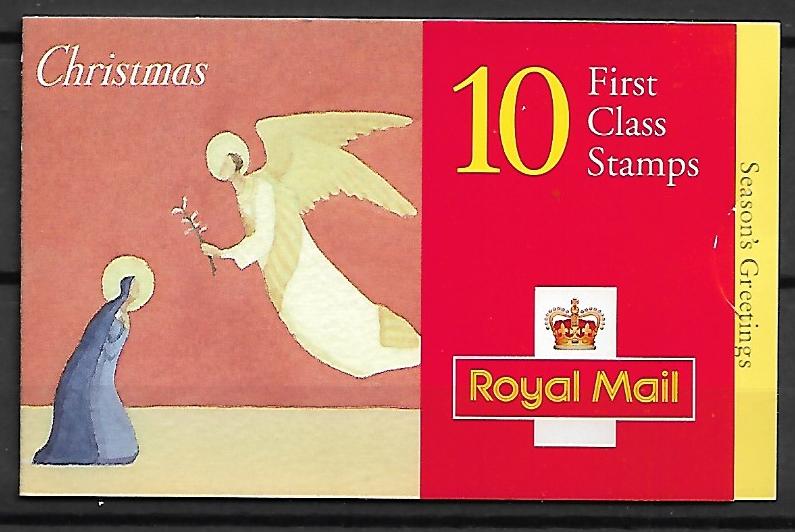 Christmas
10
First
Class
Stamps
Season's Greetings
Royal Mail